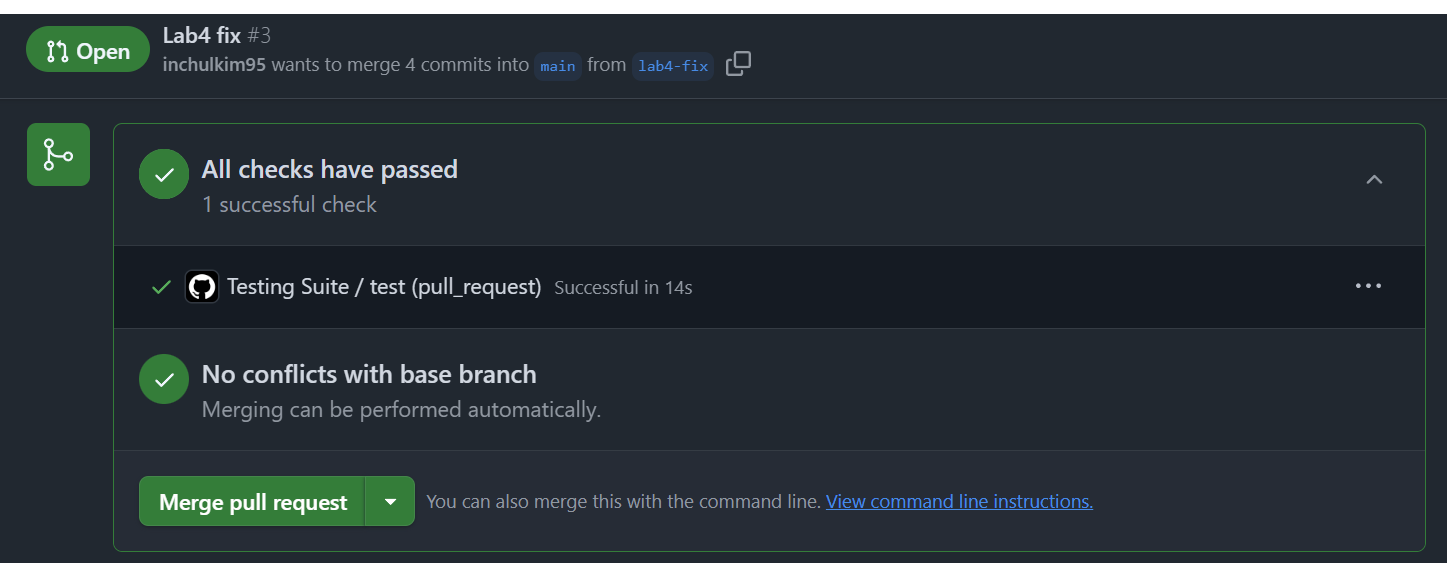 Open
Lab4 fix #3
inchulkim95 wants to merge 4 commits into main from lab4-fix
All checks have passed
1 successful check
Testing Suite / test (pull_request) Successful in 14s
No conflicts with base branch
Merging can be performed automatically.
Merge pull request
You can also merge this with the command line. View command line instructions.